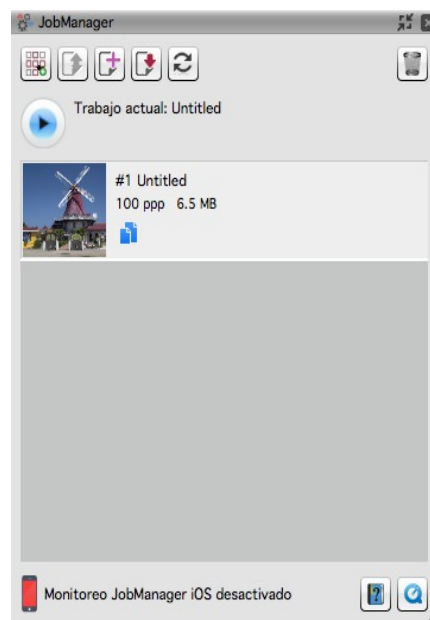 JobManager
Trabajo actual: Untitled
#1 Untitled
100 ppp 6.5 MB
Monitoreo JobManager iOS desactivado